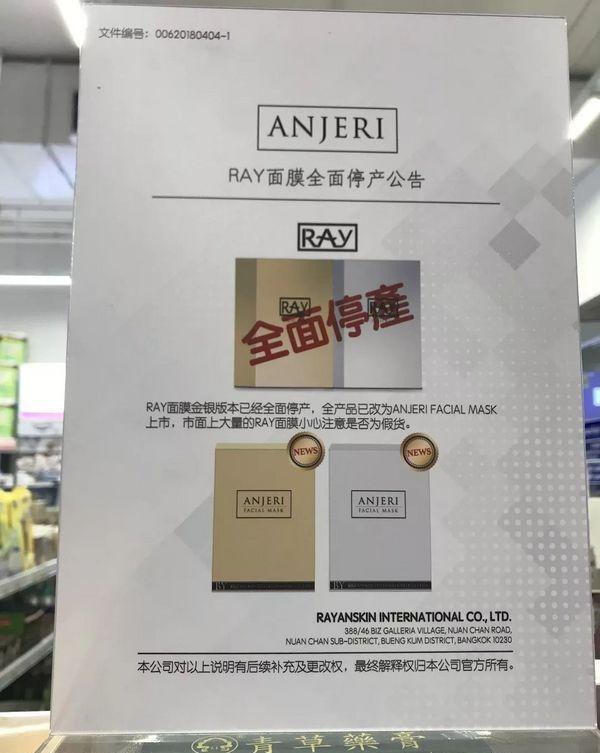 文件编号：00620180404-1
ANJERI
RAY面膜全面停产公告
RAY
RAY RAY
全面停產
RAY面膜金银版本已经全面停产，全产品已改为ANJERI FACIAL MASK
上市，市面上大量的RAY面膜小心注意是否为假货。
NEWS NEWS
ANJERI ANJERI
FACIAL MASK FACIAL MASK
RY RY
RAYANSKIN INTERNATIONAL CO., LTD.
388/46 BIZ GALLERIA VILLAGE, NUAN CHAN ROAD,
NUAN CHAN SUB-DISTRICT, BUENG KUM DISTRICT, BANGKOK 10230
本公司对以上说明有后续补充及更改权，最终解释权归本公司官方所有。
青草藥膏